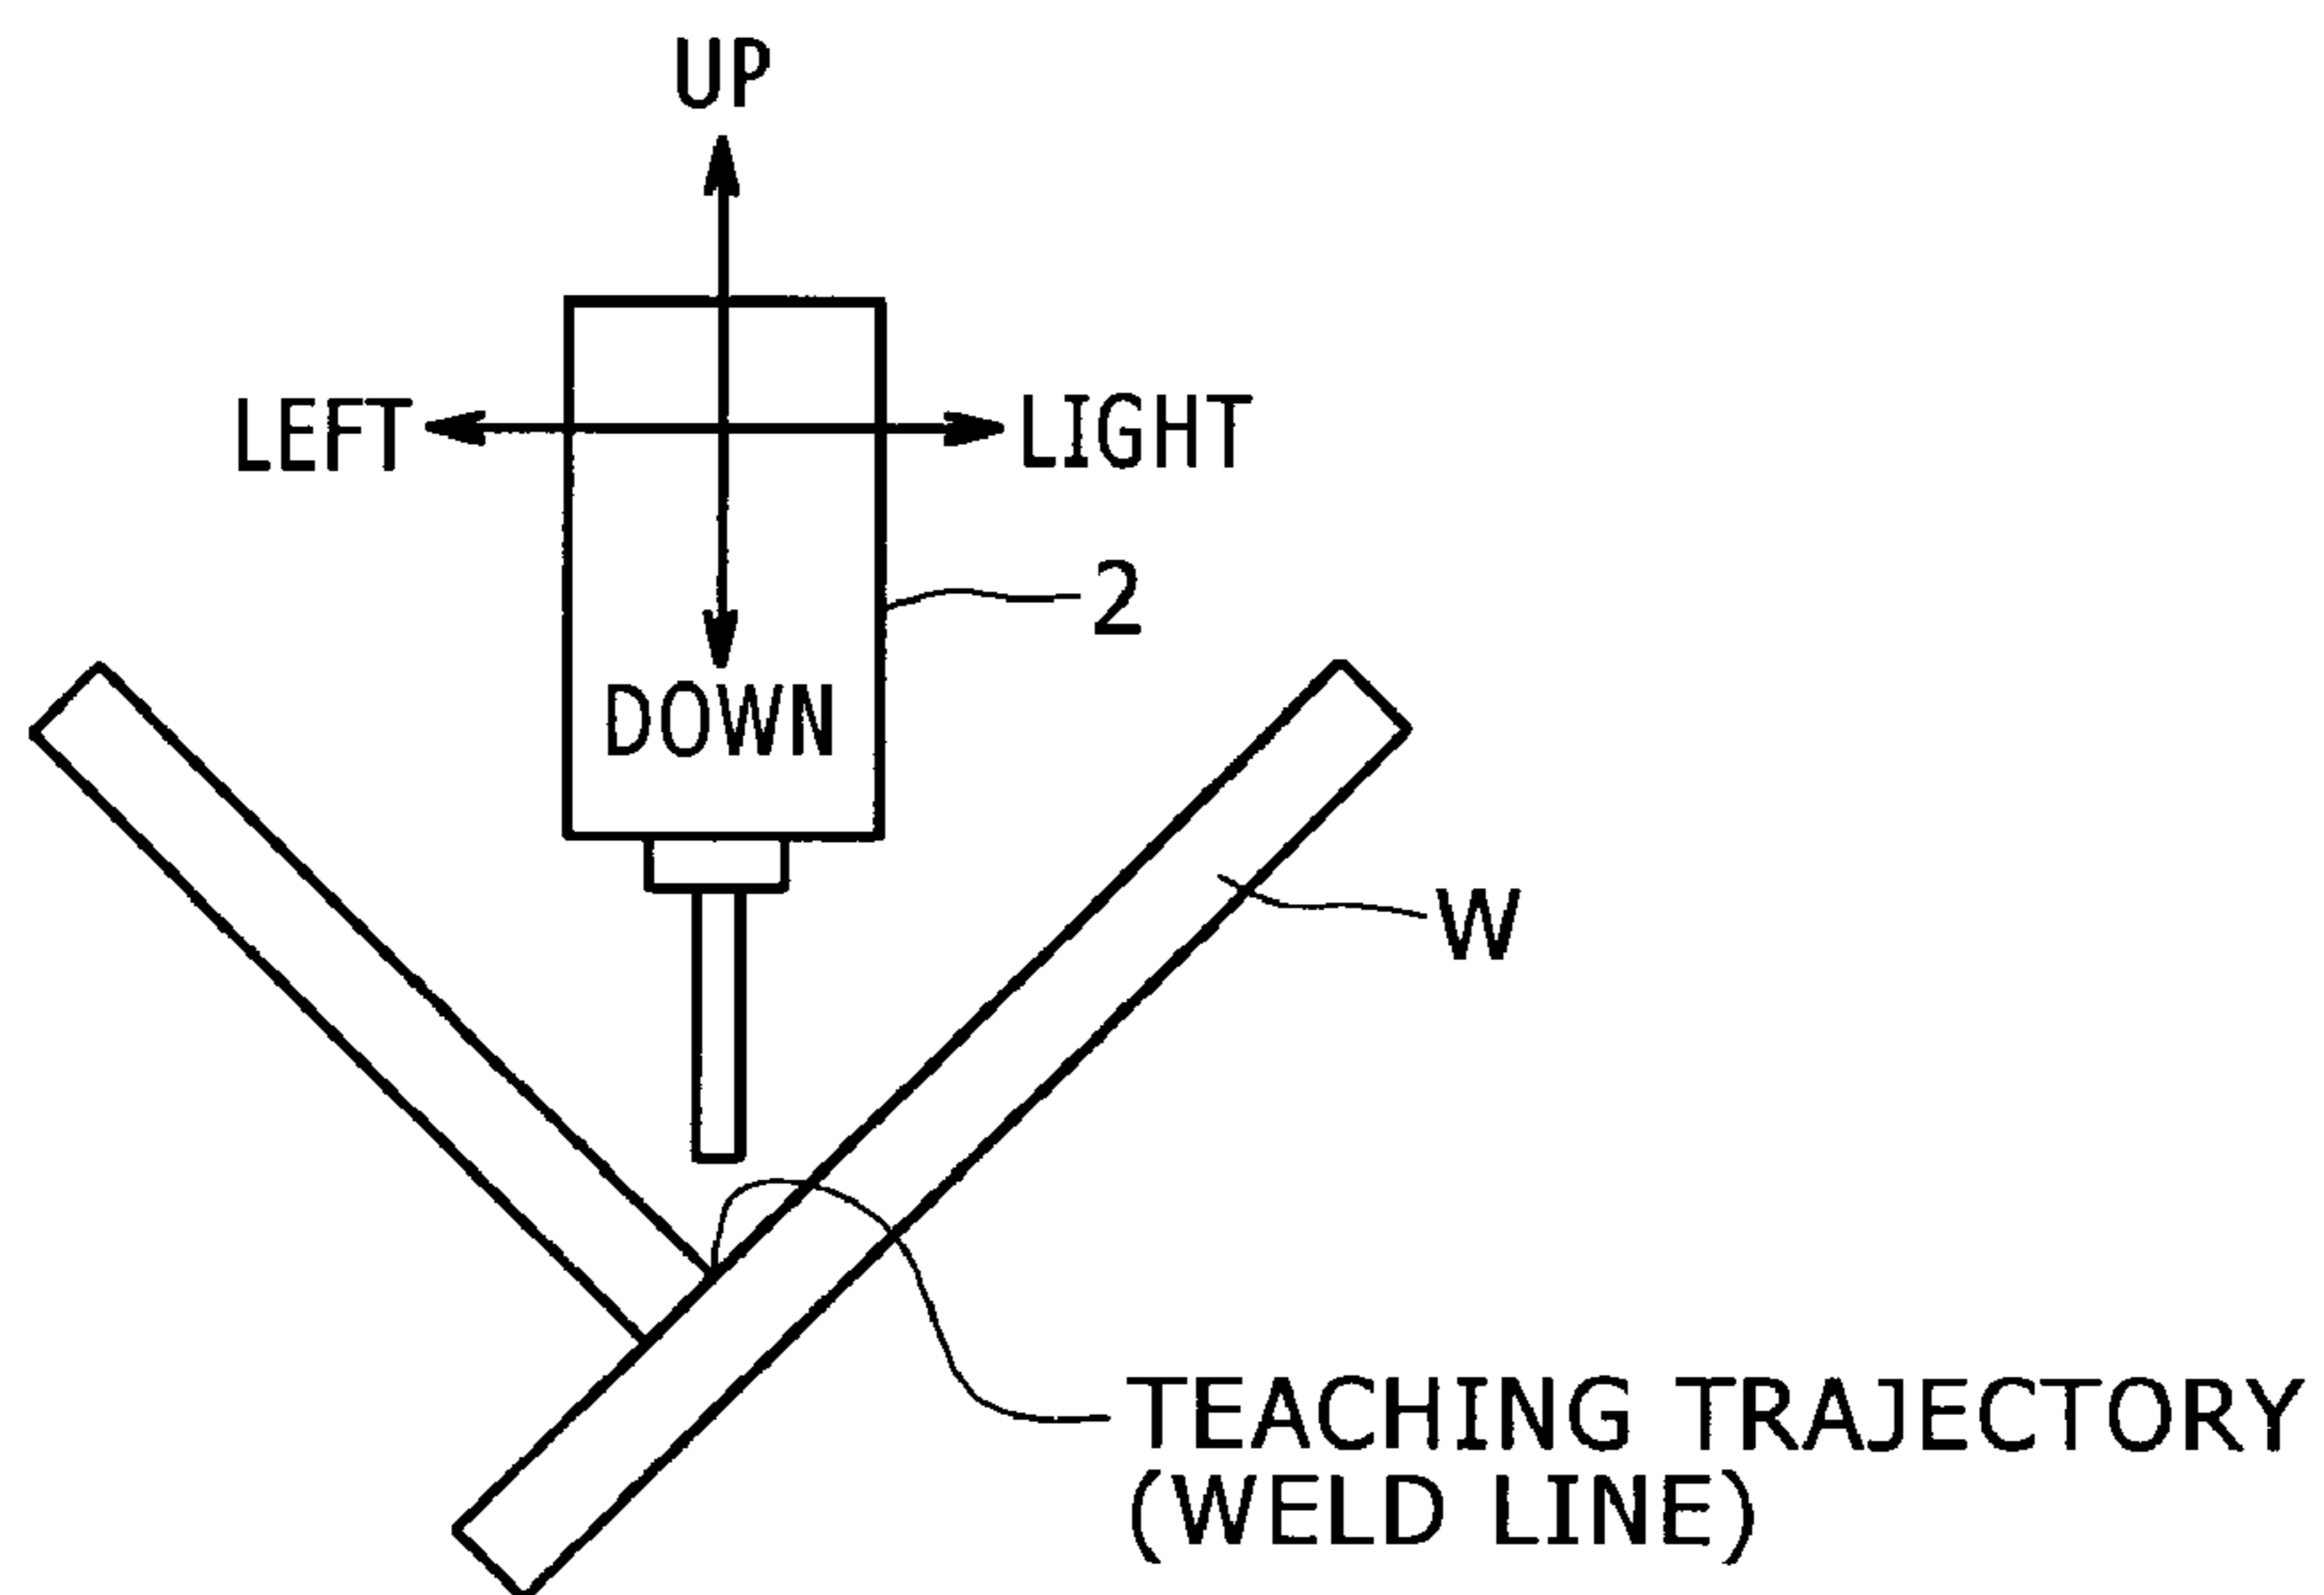 UP
LEFT
LIGHT
2
DOWN
W
TEACHING TRAJECTORY
(WELD LINE)